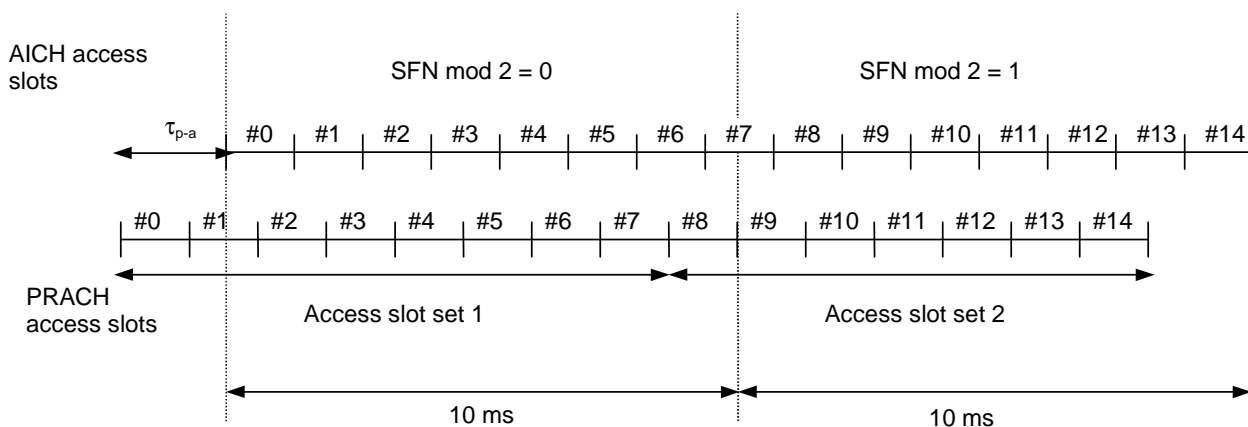 AICH access
slots
SFN mod 2 = 0
SFN mod 2 = 1
τp-a
#0 #1 #2 #3 #4 #5 #6 #7 #8 #9 #10 #11 #12 #13 #14
#0 #1 #2 #3 #4 #5 #6 #7 #8 #9 #10 #11 #12 #13 #14
PRACH
access slots
Access slot set 1
Access slot set 2
10 ms
10 ms